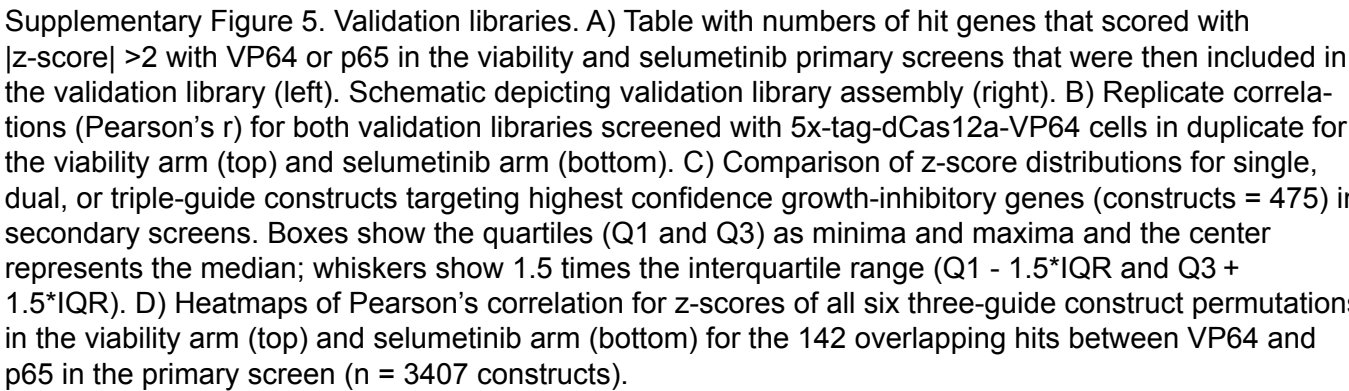 Supplementary Figure 5. Validation libraries. A) Table with numbers of hit genes that scored with
|z-score| >2 with VP64 or p65 in the viability and selumetinib primary screens that were then included in
the validation library (left). Schematic depicting validation library assembly (right). B) Replicate correla-
tions (Pearson's r) for both validation libraries screened with 5x-tag-dCas12a-VP64 cells in duplicate for
the viability arm (top) and selumetinib arm (bottom). C) Comparison of z-score distributions for single,
dual, or triple-guide constructs targeting highest confidence growth-inhibitory genes (constructs = 475) in
secondary screens. Boxes show the quartiles (Q1 and Q3) as minima and maxima and the center
represents the median; whiskers show 1.5 times the interquartile range (Q1 - 1.5*IQR and Q3 +
1.5*IQR). D) Heatmaps of Pearson's correlation for z-scores of all six three-guide construct permutations
in the viability arm (top) and selumetinib arm (bottom) for the 142 overlapping hits between VP64 and
p65 in the primary screen (n = 3407 constructs).